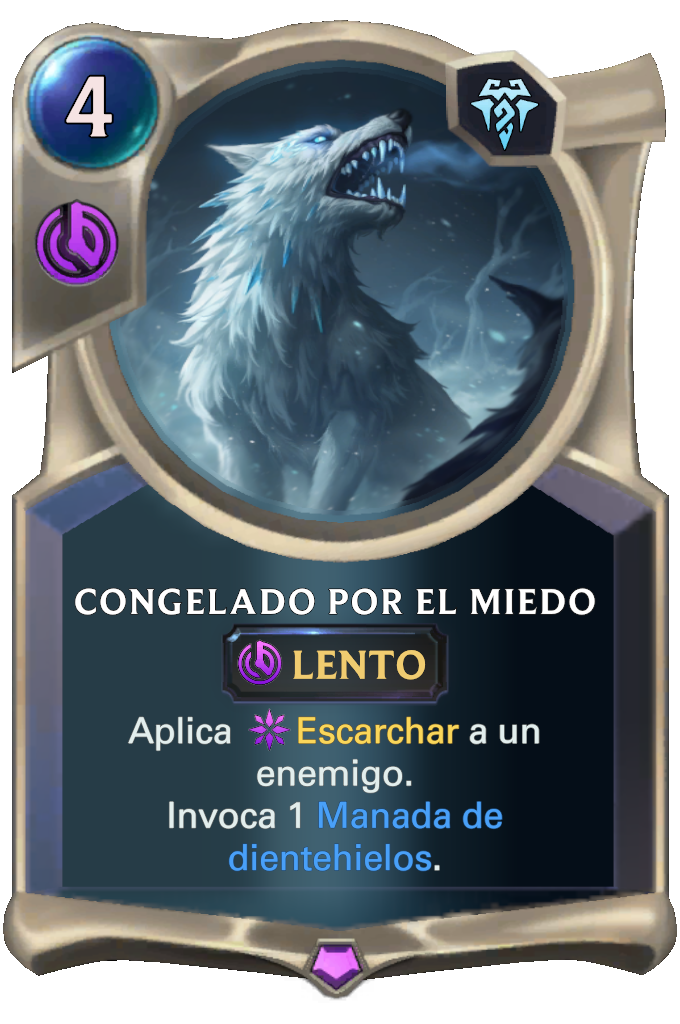 4
CONGELADO POR EL MIEDO
LENTO
Aplica Escarchar a un
enemigo.
Invoca 1 Manada de
dientehielos.